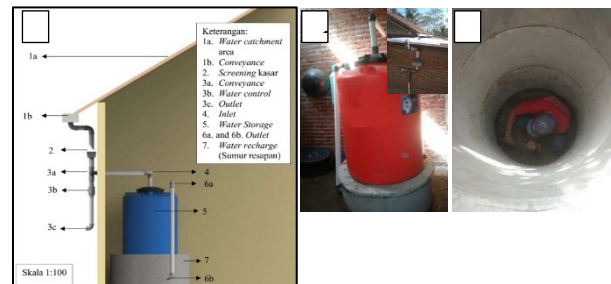 Keterangan:
1a. Water catchment
area
1b. Conveyance
2. Screening kasar
3a. Conveyance
3b. Water control
3c. Outlet
4. Inlet
5. Water Storage
6a. and 6b. Outlet
7. Water recharge
(Sumur resapan)
1a
1b
2
3a
3b
3c
4
6a
5
7
6b
Skala 1:100